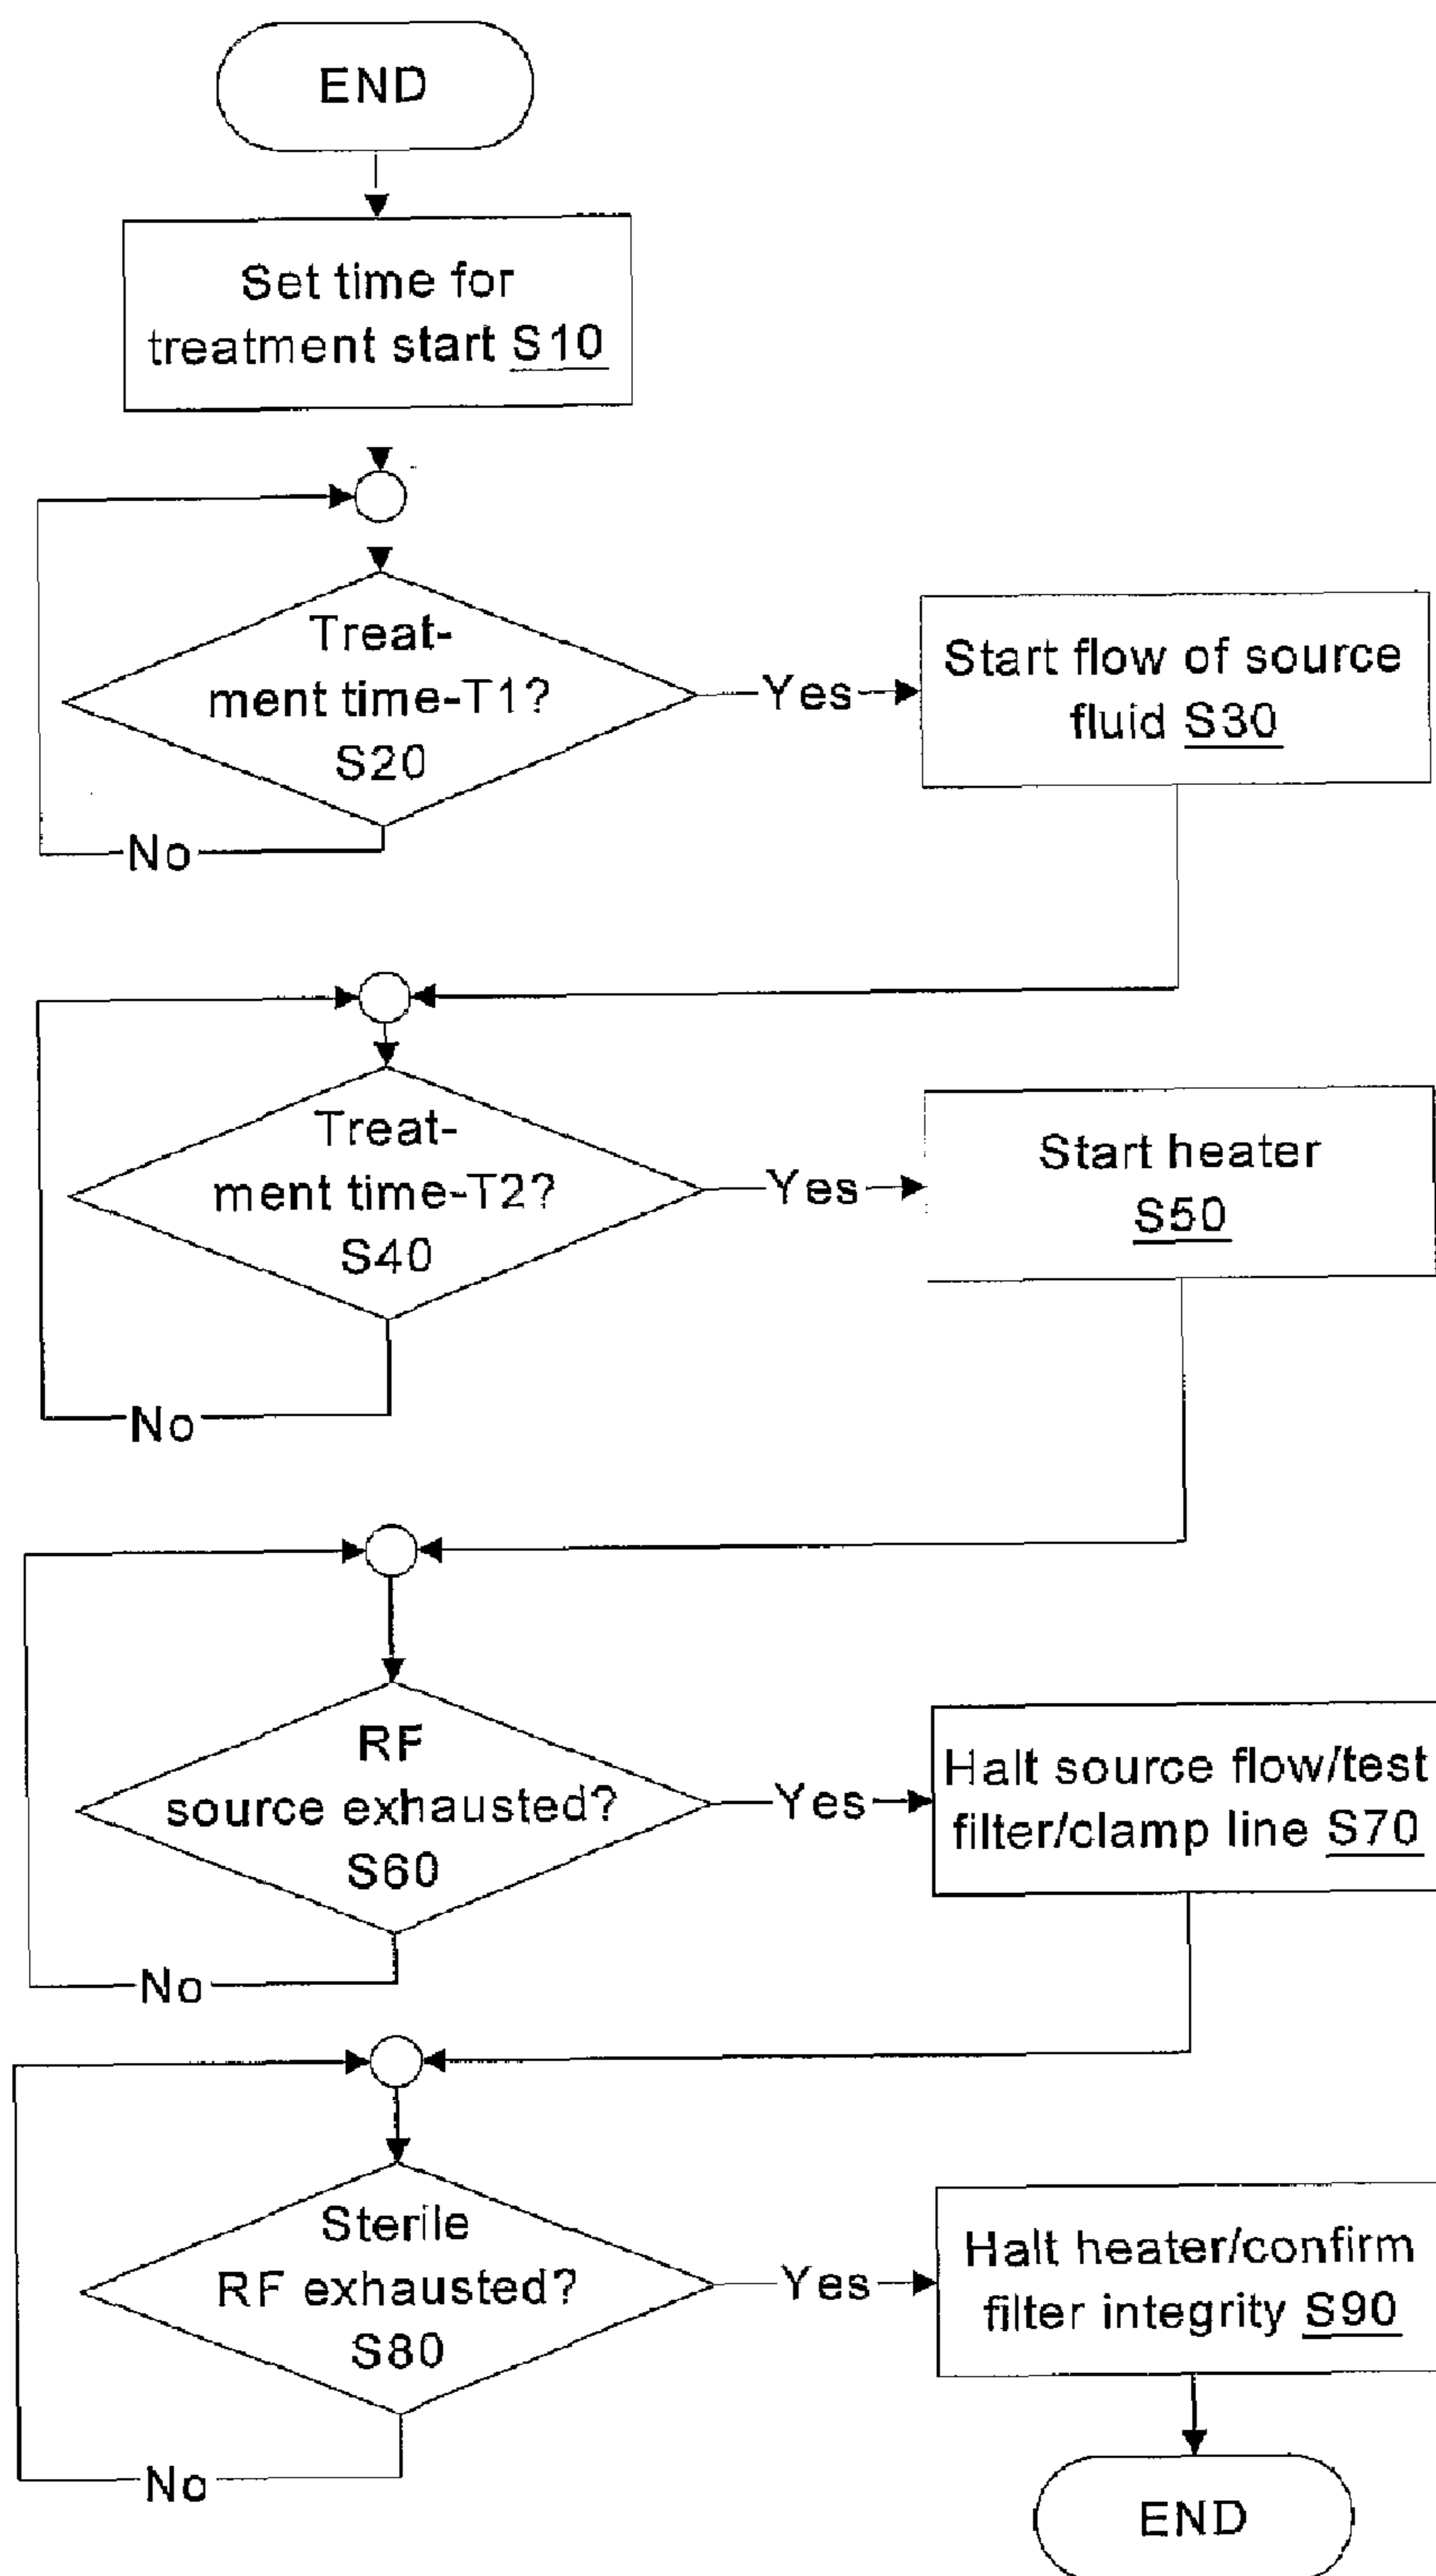 END
Set time for
treatment start S10
Treat-
ment time-T1?
S20
Yes
Start flow of source
fluid S30
No
Treat-
ment time-T2?
S40
Yes
Start heater
S50
No
RF
source exhausted?
S60
Yes
Halt source flow/test
filter/clamp line S70
No
Sterile
RF exhausted?
S80
Yes
Halt heater/confirm
filter integrity S90
No
END